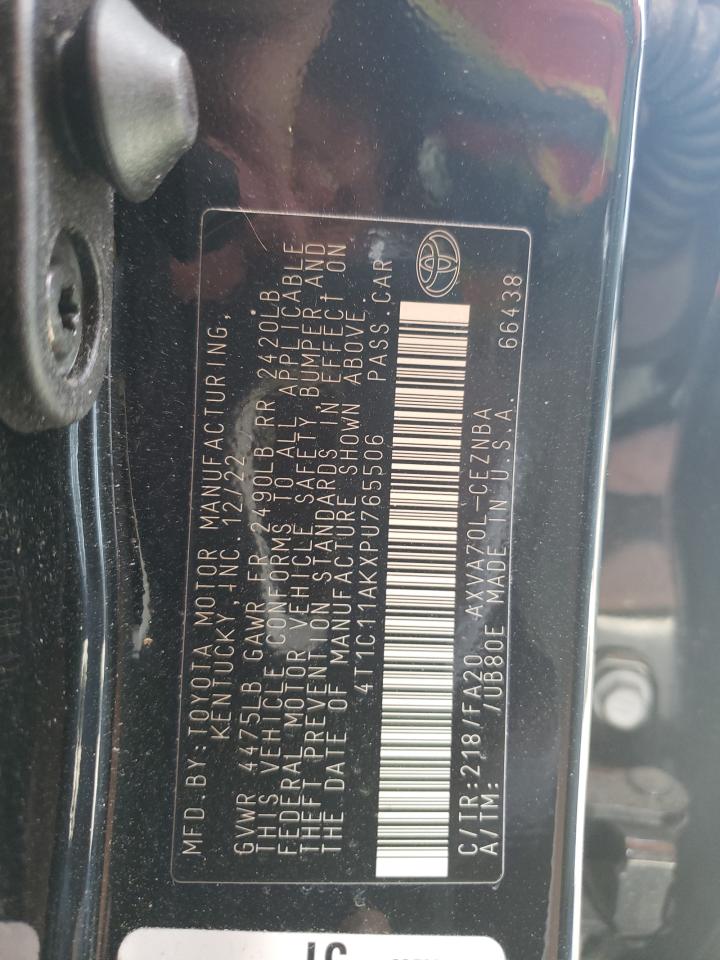 MFD.BY:TOYOTA MOTOR MANUFACTURING,
KENTUCKY,INC. 12/22
GVWR 4475LB GAWR FR 2490LB RR 2420LB
THIS VEHICLE CONFORMS TO ALL APPLICABLE
FEDERAL MOTOR VEHICLE SAFETY, BUMPER AND
THEFT PREVENTION STANDARDS IN EFFECT ON
THE DATE OF MANUFACTURE SHOWN ABOVE.
4T1C11AKXPU765506 PASS.CAR
C/TR:218/FA20 AXVA70L-CEZNBA
A/TM: /UB80E MADE IN U.S.A. 66438